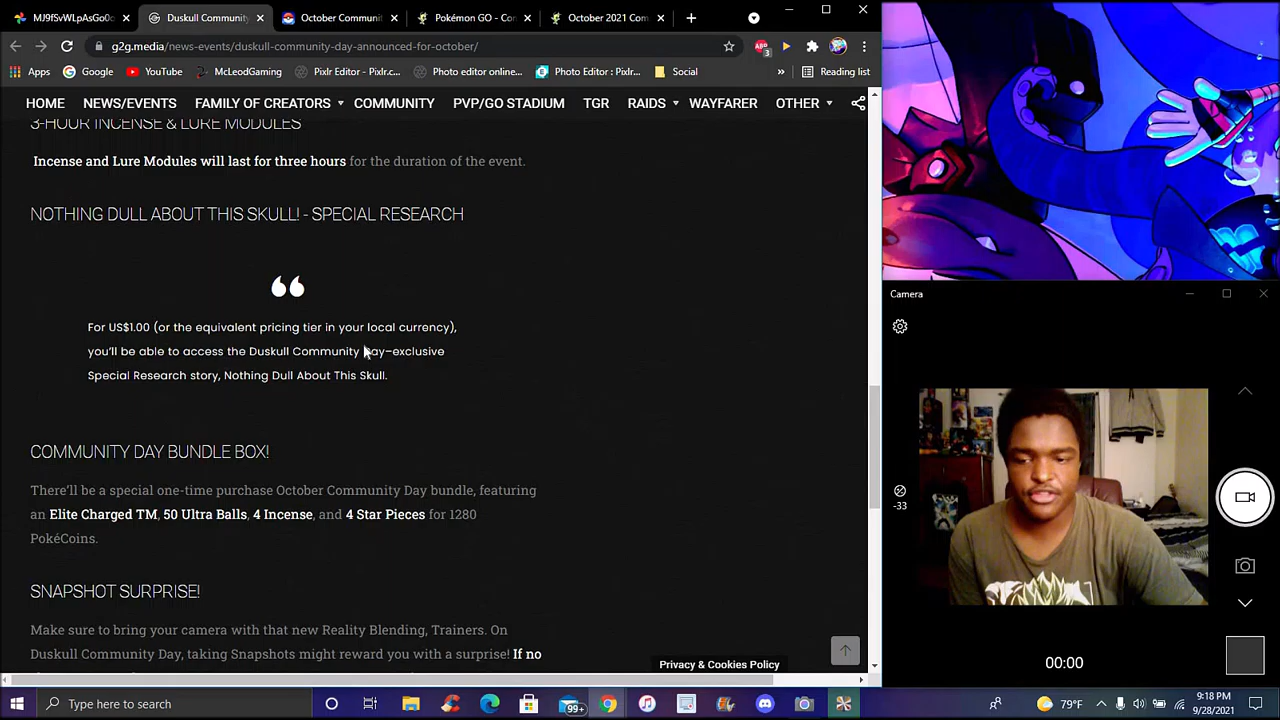 MJ9fSvWLpAsGo0c
Duskull Community
October Communit
Pokémon GO - Con
October 2021 Com
g2g.media/news-events/duskull-community-day-announced-for-october/
3
Apps Google YouTube McLeodGaming Pixlr Editor - Pixlr.c... Photo editor online... Photo Editor : Pixlr... Social » Reading list
HOME NEWS/EVENTS FAMILY OF CREATORS COMMUNITY PVP/GO STADIUM TGR RAIDS WAYFARER OTHER
3-HOUR INCENSE & LURE MODULES
Incense and Lure Modules will last for three hours for the duration of the event.
NOTHING DULL ABOUT THIS SKULL! - SPECIAL RESEARCH
For US$1.00 (or the equivalent pricing tier in your local currency),
you'll be able to access the Duskull Community Day–exclusive
Special Research story, Nothing Dull About This Skull.
COMMUNITY DAY BUNDLE BOX!
There'll be a special one-time purchase October Community Day bundle, featuring
an Elite Charged TM, 50 Ultra Balls, 4 Incense, and 4 Star Pieces for 1280
PokéCoins.
SNAPSHOT SURPRISE!
Make sure to bring your camera with that new Reality Blending, Trainers. On
Duskull Community Day, taking Snapshots might reward you with a surprise! If no
Privacy & Cookies Policy
Camera
-33
00:00
Type here to search
99+
79°F
9:18 PM
9/28/2021